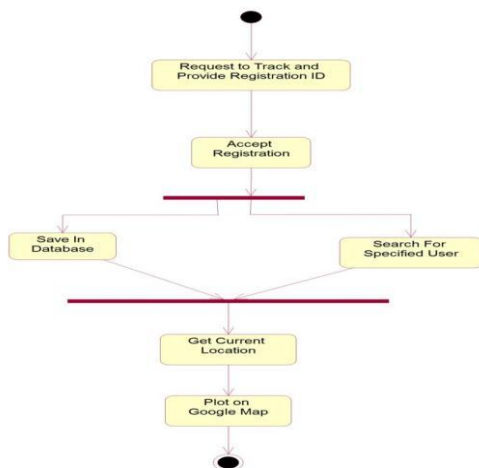 Request to Track and
Provide Registration ID
Accept
Registration
Save In
Database
Search For
Specified User
Get Current
Location
Plot on
Google Map